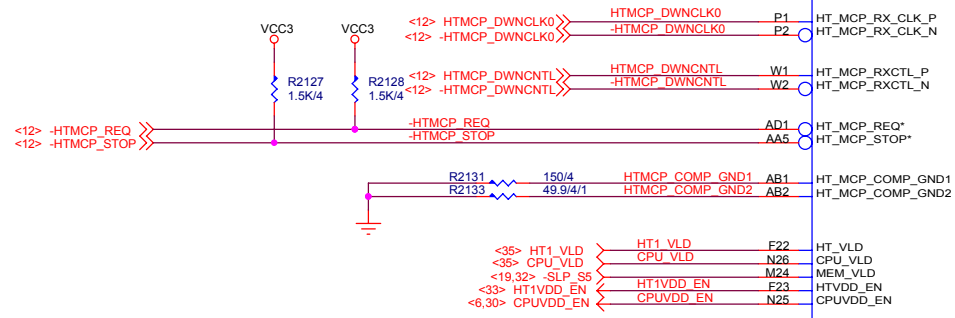 <12> HTMCP_DWNCLK0 HTMCP_DWNCLK0 P1 HT_MCP_RX_CLK_P
<12> -HTMCP_DWNCLK0 -HTMCP_DWNCLK0 P2 HT_MCP_RX_CLK_N
VCC3 VCC3
<12> HTMCP_DWNCNTL HTMCP_DWNCNTL W1 HT_MCP_RXCTL_P
<12> -HTMCP_DWNCNTL -HTMCP_DWNCNTL W2 HT_MCP_RXCTL_N
R2127 R2128
1.5K/4 1.5K/4
<12> -HTMCP_REQ -HTMCP_REQ AD1 HT_MCP_REQ*
<12> -HTMCP_STOP -HTMCP_STOP AA5 HT_MCP_STOP*
R2131 150/4 HTMCP_COMP_GND1 AB1 HT_MCP_COMP_GND1
R2133 49.9/4/1 HTMCP_COMP_GND2 AB2 HT_MCP_COMP_GND2
<35> HT1_VLD HT1_VLD F22 HT_VLD
<35> CPU_VLD CPU_VLD N26 CPU_VLD
<19,32> -SLP_S5 M24 MEM_VLD
<33> HT1VDD_EN HT1VDD_EN F23 HTVDD_EN
<6,30> CPUVDD_EN CPUVDD_EN N25 CPUVDD_EN